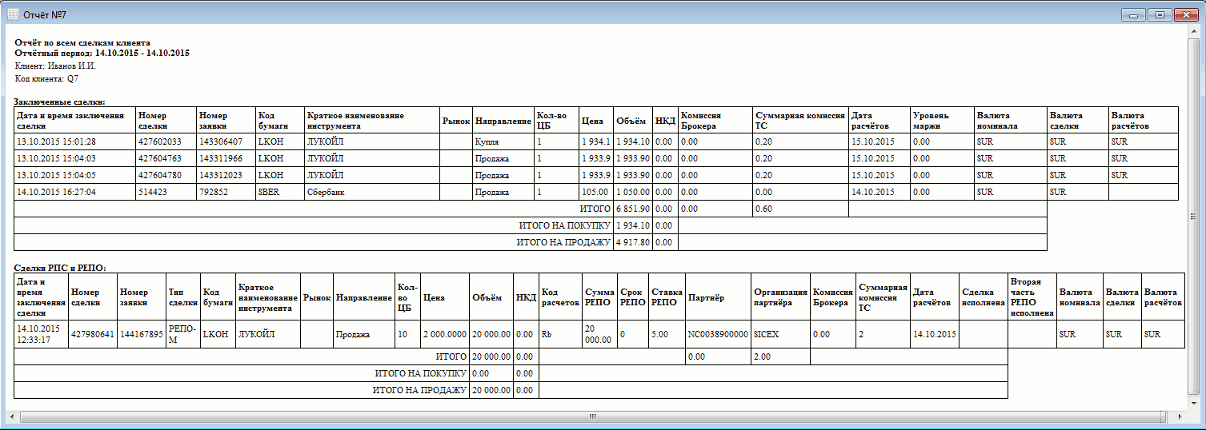 Отчёт №7
Отчёт по всем сделкам клиента
Отчётный период: 14.10.2015 - 14.10.2015
Клиент: Иванов И.И.
Код клиента: Q7
Заключенные сделки:
Дата и время заключения сделки Номер сделки Номер заявки Код бумаги Краткое наименование инструмента Рынок Направление Кол-во ЦБ Цена Объём НКД Комиссия Брокера Суммарная комиссия ТС Дата расчётов Уровень маржи Валюта номинала Валюта сделки Валюта расчётов
13.10.2015 15:01:28 427602033 143306407 LKOH ЛУКОЙЛ Купля 1 1 934.1 1 934.10 0.00 0.00 0.20 15.10.2015 0.00 SUR SUR SUR
13.10.2015 15:04:03 427604763 143311966 LKOH ЛУКОЙЛ Продажа 1 1 933.9 1 933.90 0.00 0.00 0.20 15.10.2015 0.00 SUR SUR SUR
13.10.2015 15:04:05 427604780 143312023 LKOH ЛУКОЙЛ Продажа 1 1 933.9 1 933.90 0.00 0.00 0.20 15.10.2015 0.00 SUR SUR SUR
14.10.2015 16:27:04 514423 792852 SBER Сбербанк Продажа 1 105.00 1 050.00 0.00 0.00 0.00 14.10.2015 0.00 SUR SUR
ИТОГО 6 851.90 0.00 0.00 0.60
ИТОГО НА ПОКУПКУ 1 934.10 0.00
ИТОГО НА ПРОДАЖУ 4 917.80 0.00
Сделки РПС и РЕПО:
Дата и время заключения сделки Номер сделки Номер заявки Тип сделки Код бумаги Краткое наименование инструмента Рынок Направление Кол-во ЦБ Цена Объём НКД Код расчетов Сумма РЕПО Срок РЕПО Ставка РЕПО Партнёр Организация партнёра Комиссия Брокера Суммарная комиссия ТС Дата расчётов Сделка исполнена Вторая часть РЕПО исполнена Валюта номинала Валюта сделки Валюта расчётов
14.10.2015 12:33:17 427980641 144167895 РЕПО-М LKOH ЛУКОЙЛ Продажа 10 2 000.0000 20 000.00 0.00 Rb 20 000.00 0 5.00 NC0038900000 SICEX 0.00 2 14.10.2015 SUR SUR SUR
ИТОГО 20 000.00 0.00 0.00 2.00
ИТОГО НА ПОКУПКУ 0.00 0.00
ИТОГО НА ПРОДАЖУ 20 000.00 0.00